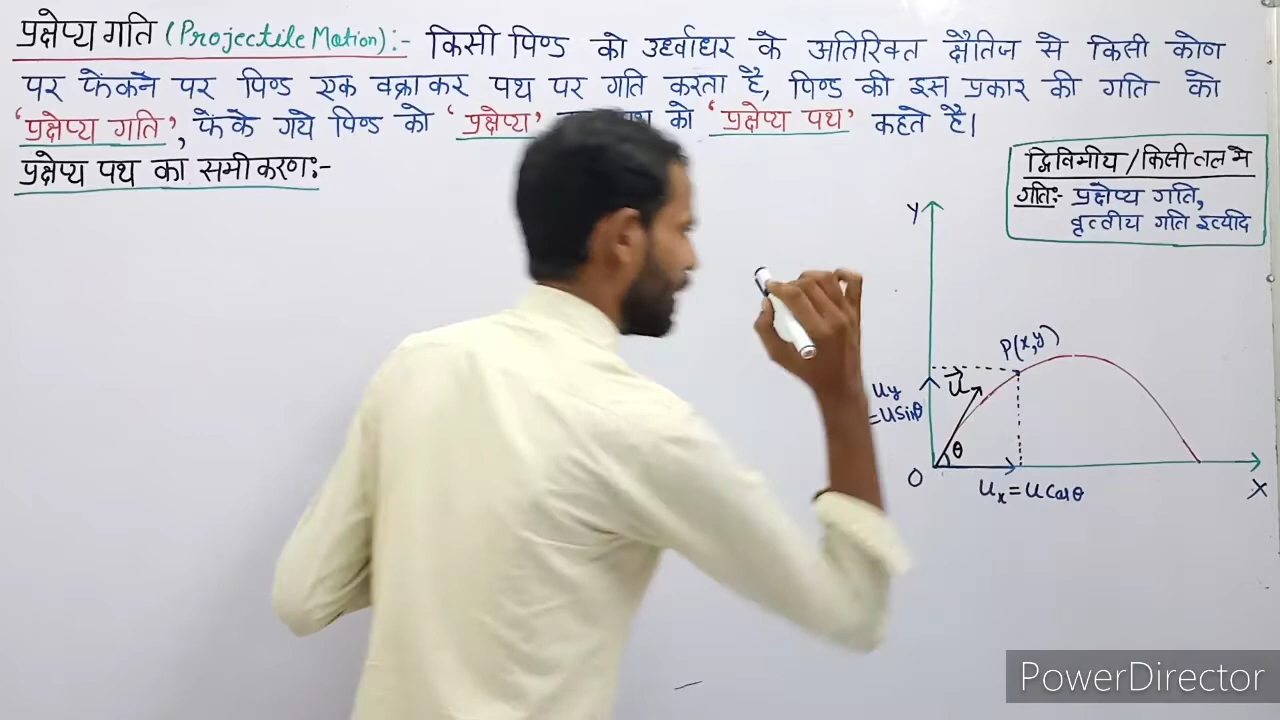 प्रक्षेप्य गति (Projectile Motion):- किसी पिण्ड को उर्ध्वाधर के अतिरिक्त क्षैतिज से किसी कोण
पर फेंकने पर पिण्ड एक वक्राकर पथ पर गति करता है, पिण्ड की इस प्रकार की गति को
'प्रक्षेप्य गति', फेंके गये पिण्ड को 'प्रक्षेप्य' को 'प्रक्षेप्य पथ' कहते है।
प्रक्षेप्य पथ का समीकरण:-
द्विविमीय/किसी तल मे
गति:- प्रक्षेप्य गति,
वृत्तीय गति इत्यादि
Y
P(x,y)
u
uy
=usinθ
θ
O
ux=ucosθ
X
PowerDirector